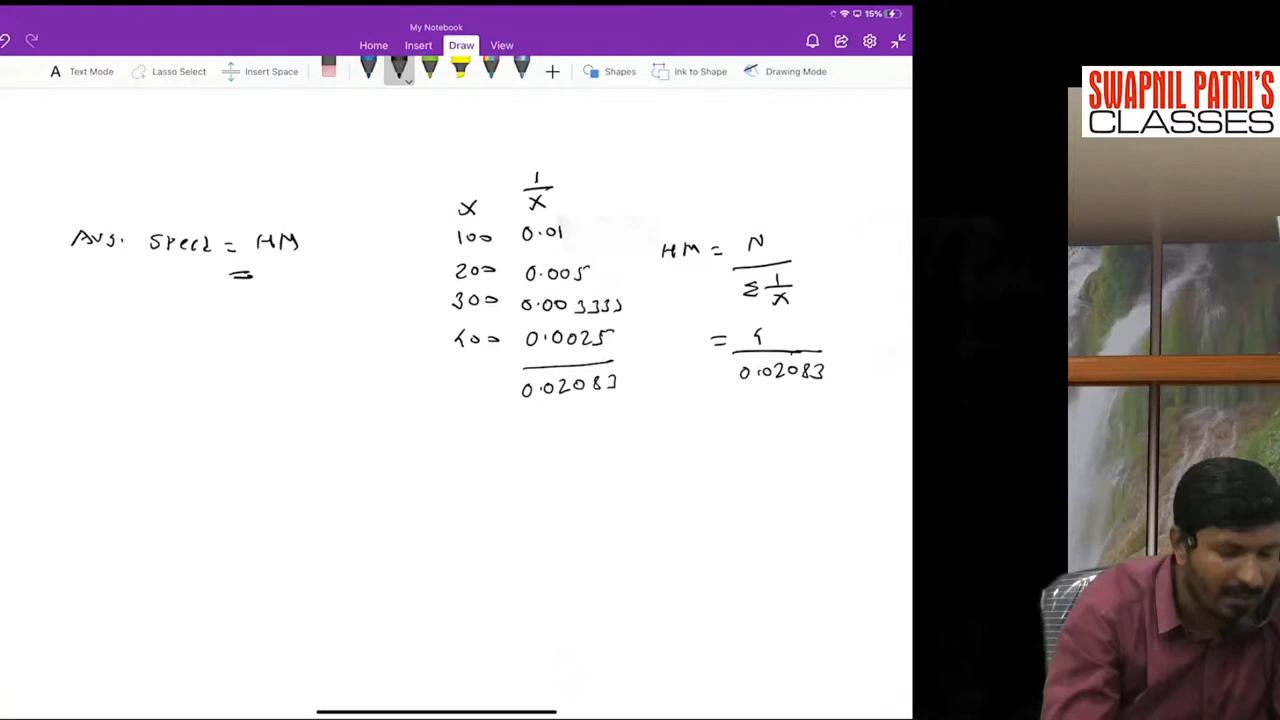 15%
My Notebook
Home Insert Draw View
A Text Mode Lasso Select Insert Space Shapes Ink to Shape Drawing Mode
SWAPNIL PATNI'S
CLASSES
Avg. Speed = HM
X 1/X
100 0.01
200 0.005
300 0.003333
400 0.0025
0.02083
HM = N / Σ 1/X
= 4 / 0.02083